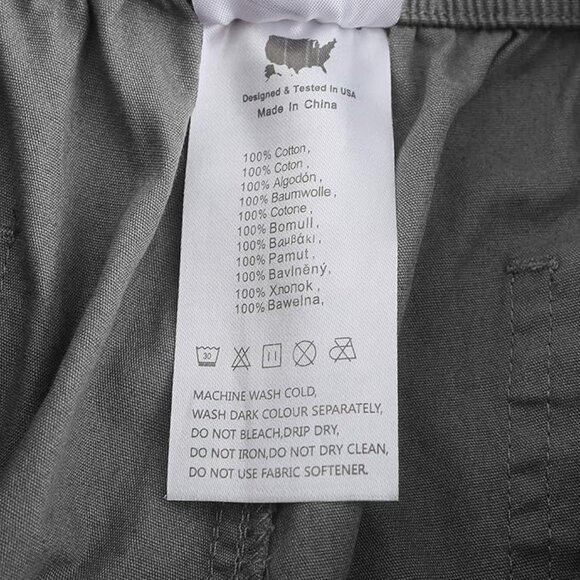 Designed & Tested In USA
Made In China
100% Cotton,
100% Coton,
100% Algodón,
100% Baumwolle,
100% Cotone,
100% Bomull,
100% Βαμβάκι,
100% Pamut,
100% Bavlněný,
100% Хлопок,
100% Bawelna,
30
MACHINE WASH COLD,
WASH DARK COLOUR SEPARATELY,
DO NOT BLEACH,DRIP DRY,
DO NOT IRON,DO NOT DRY CLEAN,
DO NOT USE FABRIC SOFTENER.